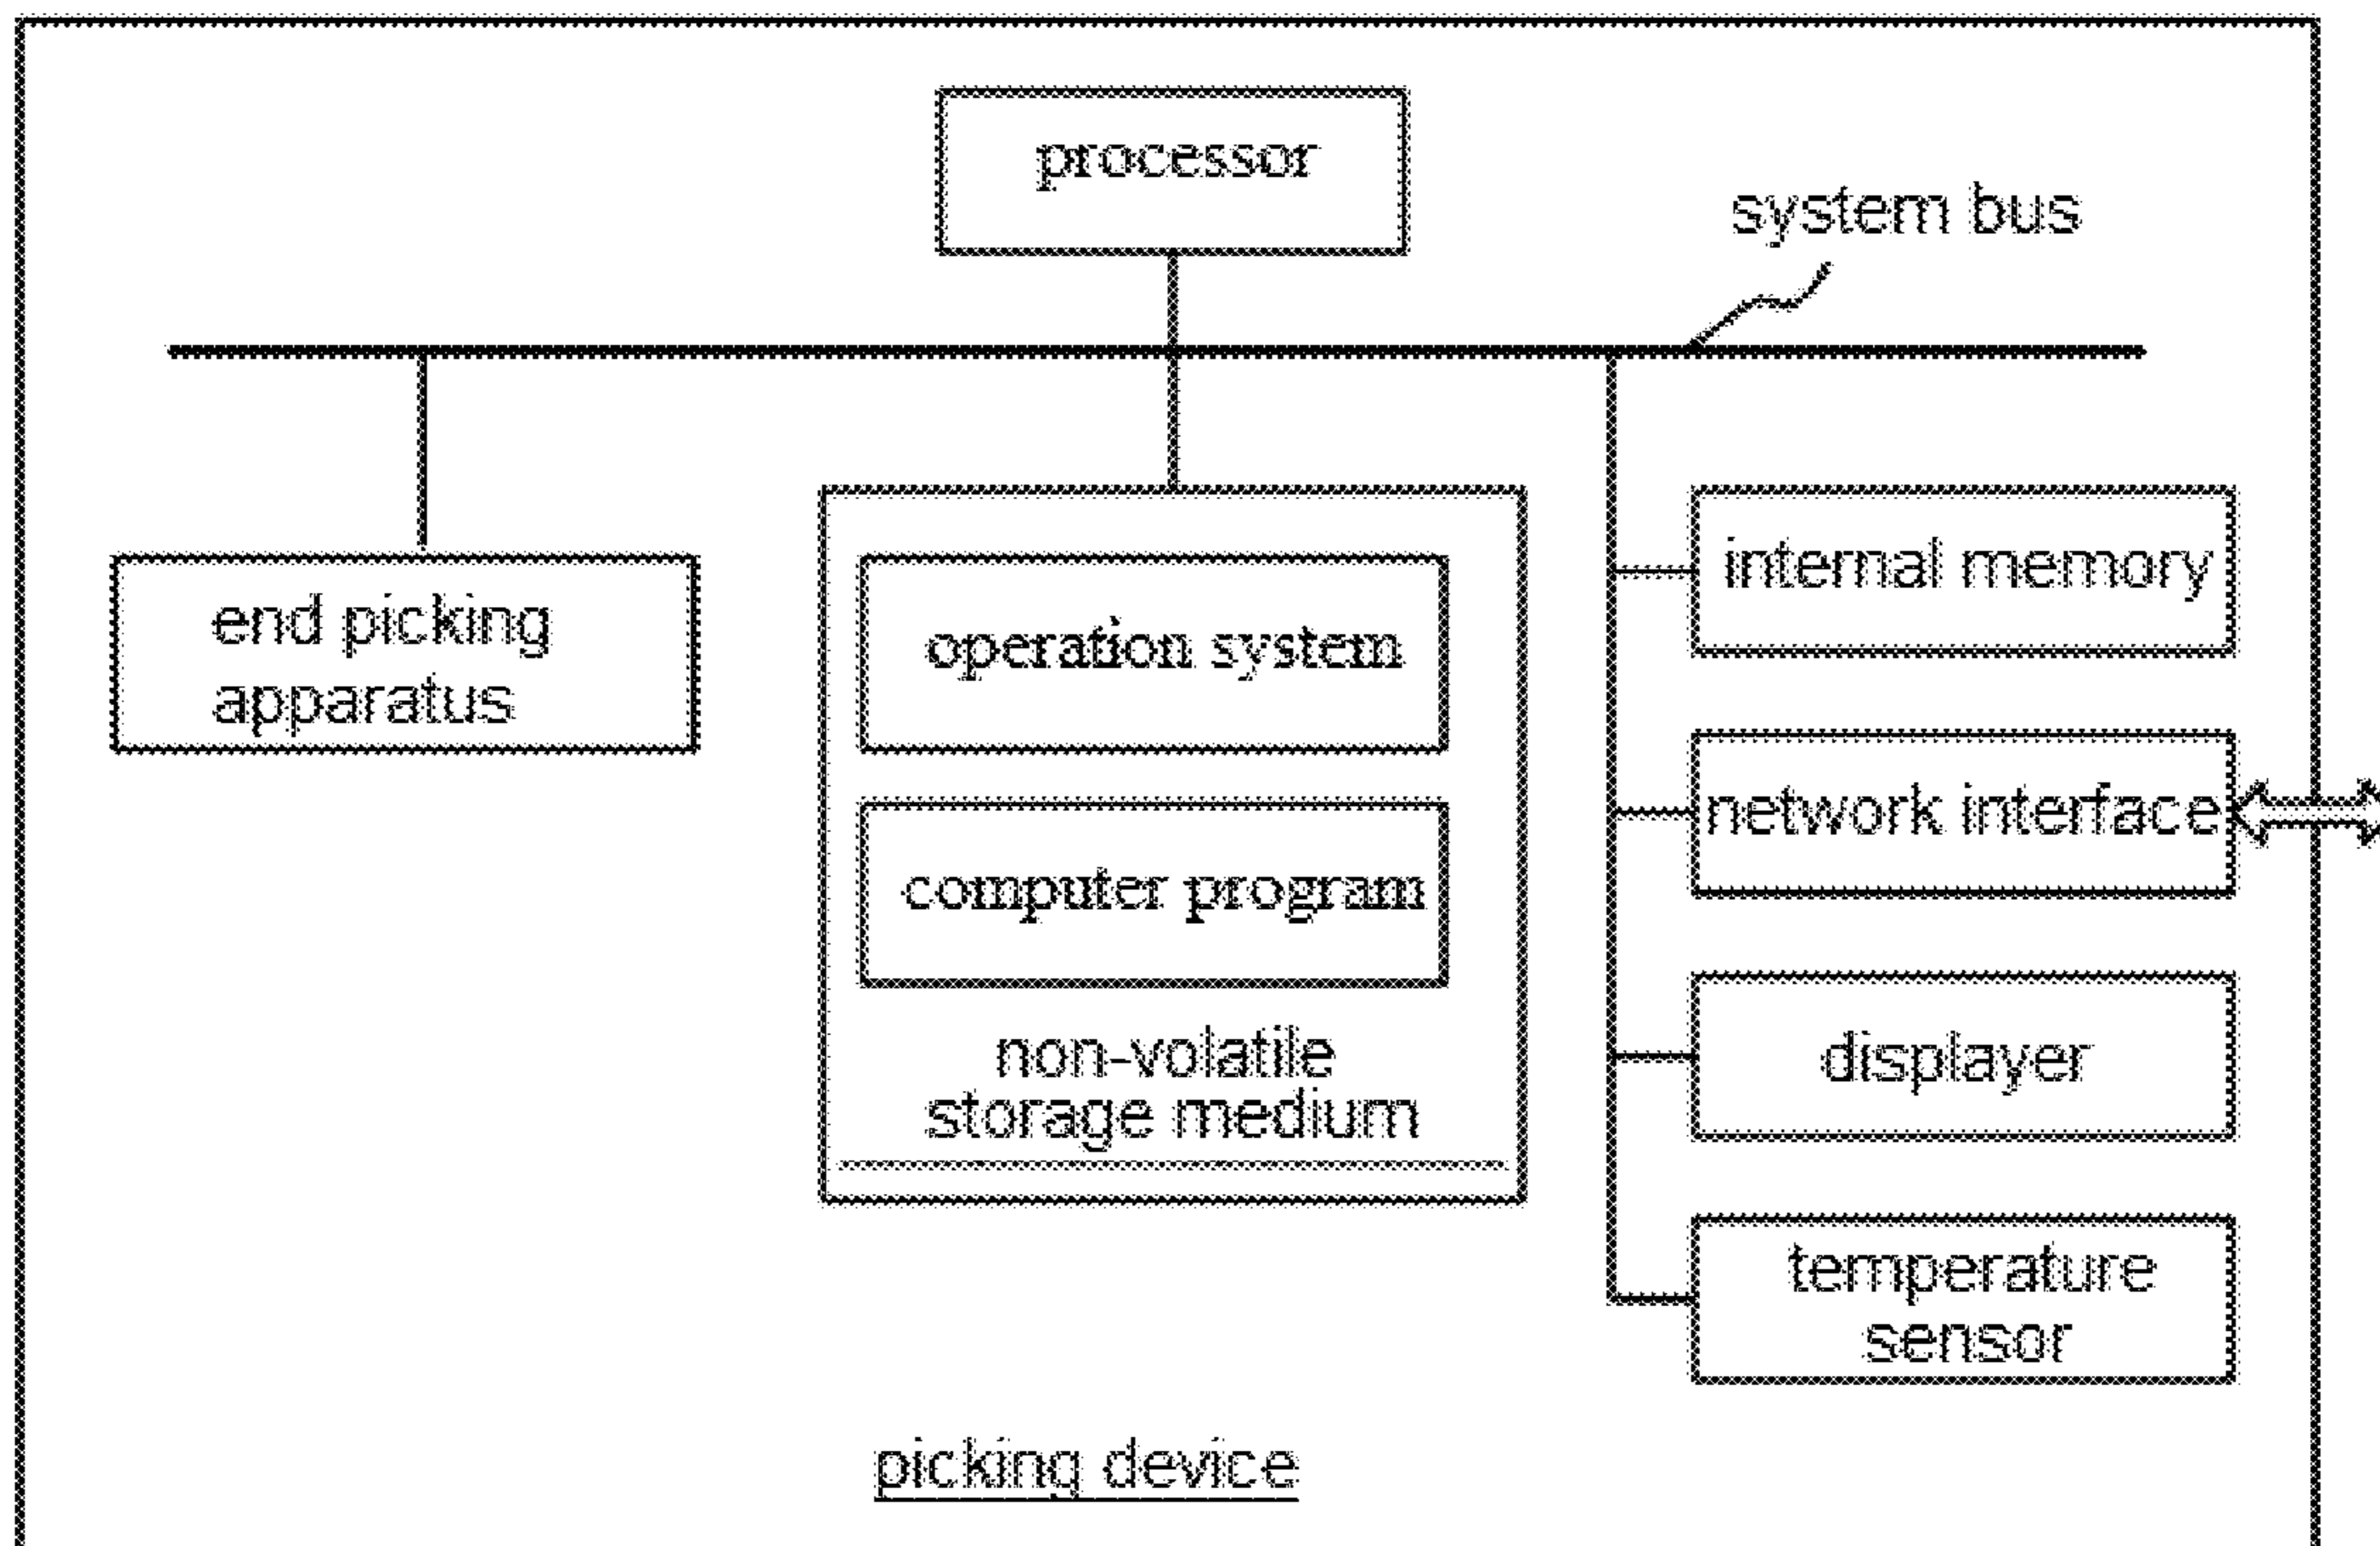 processor
system bus
end picking
apparatus
operation system
computer program
non-volatile
storage medium
internal memory
network interface
displayer
temperature
sensor
picking device